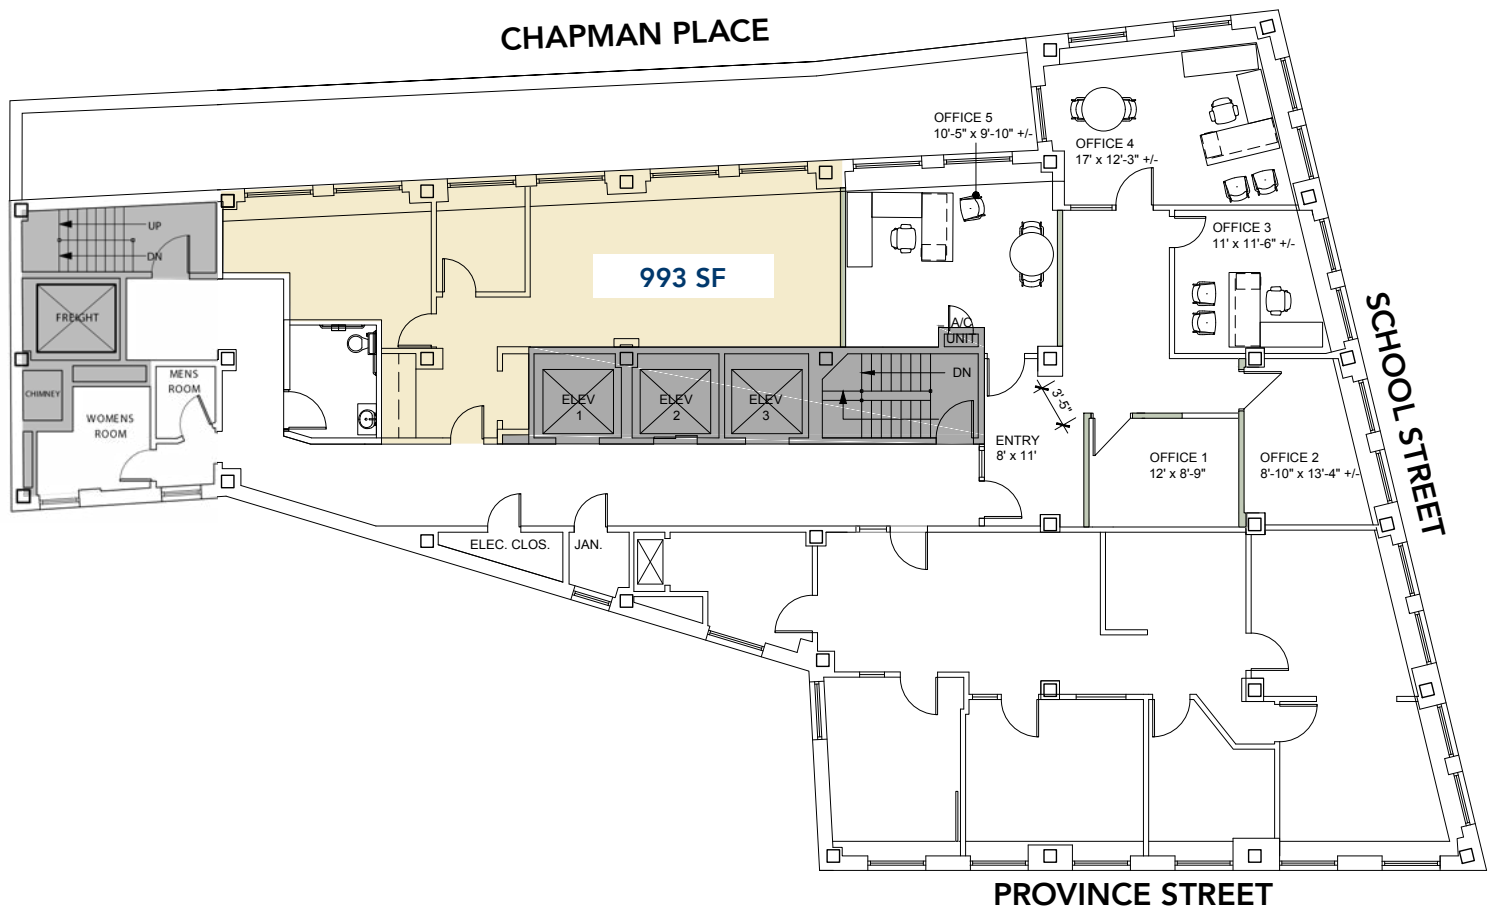 CHAPMAN PLACE
OFFICE 5
10'-5" x 9'-10" +/-
OFFICE 4
17' x 12'-3" +/-
UP
DN
OFFICE 3
11' x 11'-6" +/-
993 SF
FREIGHT
A/C
UNIT
SCHOOL STREET
MENS
ROOM
CHIMNEY
WOMENS
ROOM
ELEV
1
ELEV
2
ELEV
3
DN
3'-5"
ENTRY
8' x 11'
OFFICE 1
12' x 8'-9"
OFFICE 2
8'-10" x 13'-4" +/-
ELEC. CLOS.
JAN.
PROVINCE STREET